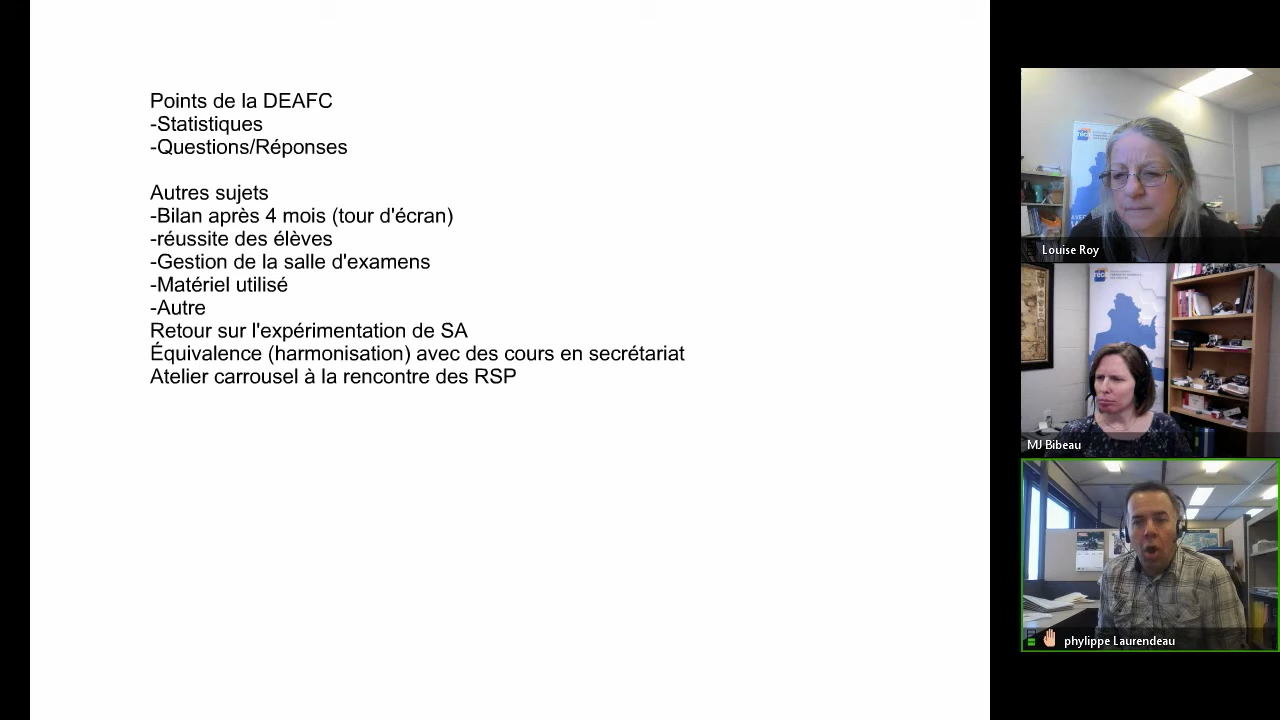 Points de la DEAFC
-Statistiques
-Questions/Réponses
Autres sujets
-Bilan après 4 mois (tour d'écran)
-réussite des élèves
-Gestion de la salle d'examens
-Matériel utilisé
-Autre
Retour sur l'expérimentation de SA
Équivalence (harmonisation) avec des cours en secrétariat
Atelier carrousel à la rencontre des RSP
Louise Roy
MJ Bibeau
phylippe Laurendeau